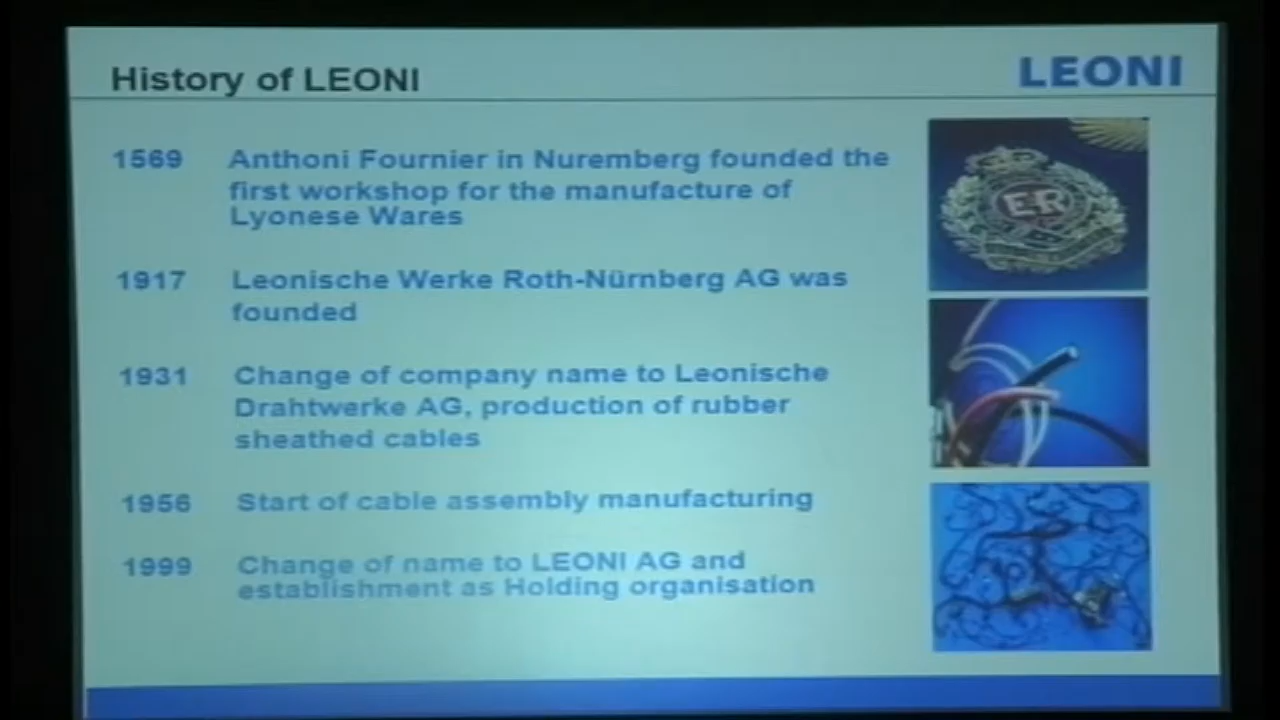 History of LEONI
LEONI
1569 Anthoni Fournier in Nuremberg founded the
first workshop for the manufacture of
Lyonese Wares
1917 Leonische Werke Roth-Nürnberg AG was
founded
1931 Change of company name to Leonische
Drahtwerke AG, production of rubber
sheathed cables
1956 Start of cable assembly manufacturing
1999 Change of name to LEONI AG and
establishment as Holding organisation
ER